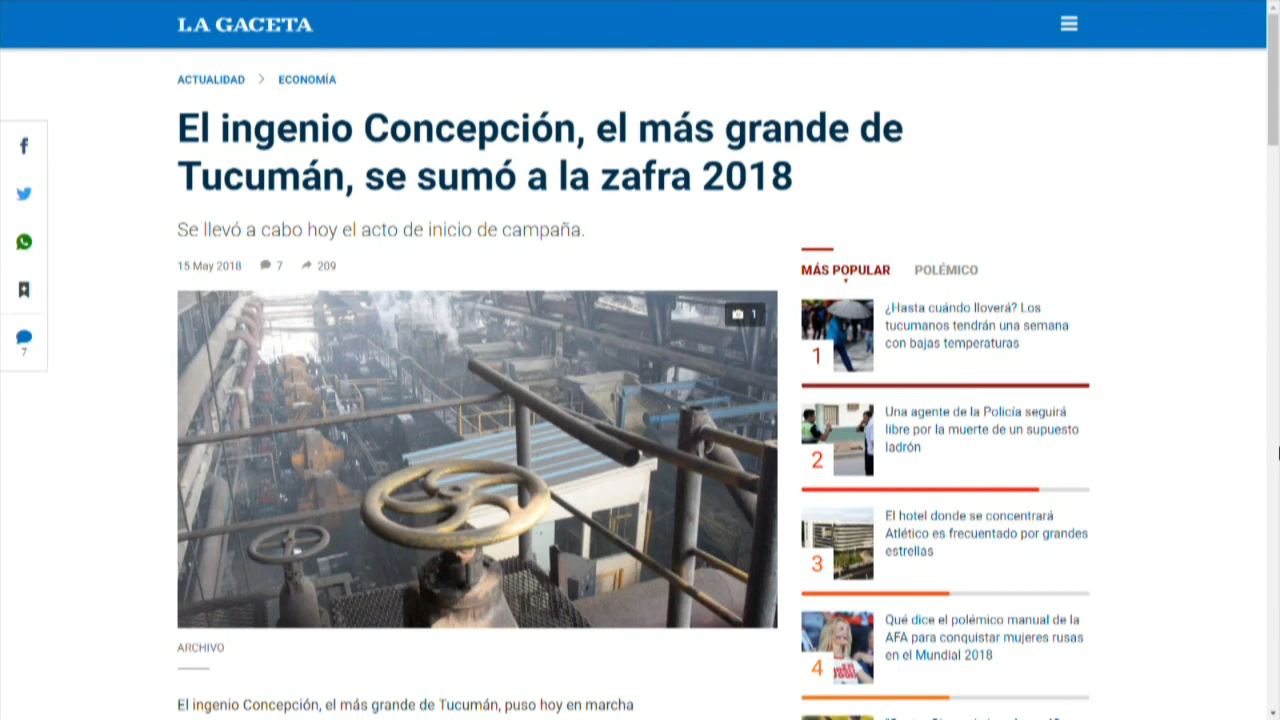 LA GACETA
ACTUALIDAD
ECONOMÍA
El ingenio Concepción, el más grande de
Tucumán, se sumó a la zafra 2018
Se llevó a cabo hoy el acto de inicio de campaña.
15 May 2018
7
209
7
1
ARCHIVO
El ingenio Concepción, el más grande de Tucumán, puso hoy en marcha
MÁS POPULAR
POLÉMICO
1
¿Hasta cuándo lloverá? Los
tucumanos tendrán una semana
con bajas temperaturas
2
Una agente de la Policía seguirá
libre por la muerte de un supuesto
ladrón
3
El hotel donde se concentrará
Atlético es frecuentado por grandes
estrellas
4
Qué dice el polémico manual de la
AFA para conquistar mujeres rusas
en el Mundial 2018